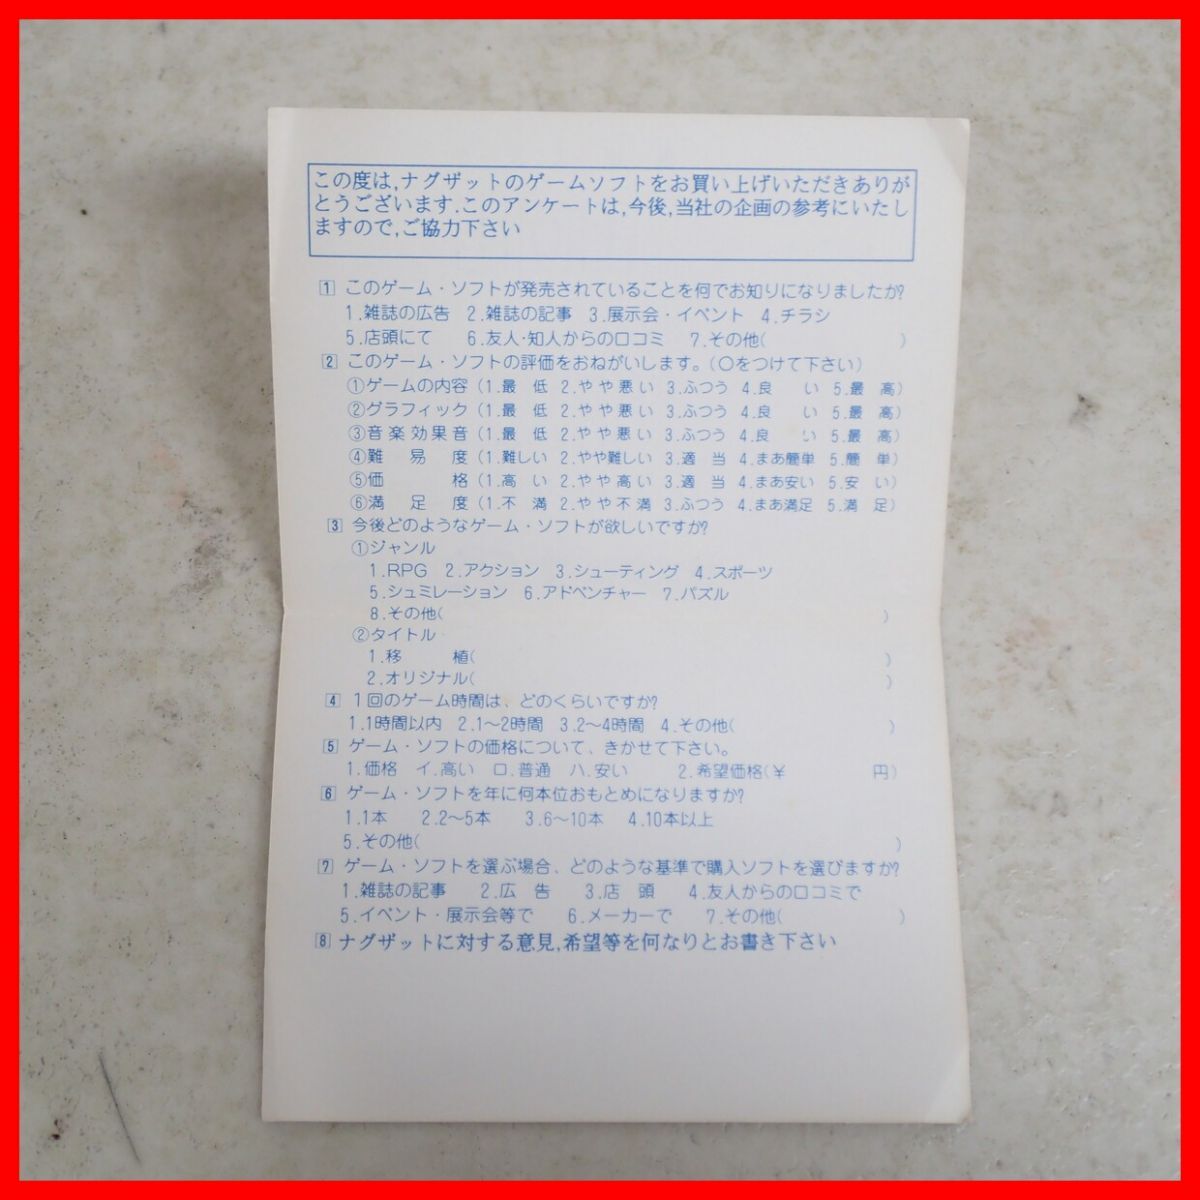 この度は,ナグザットのゲームソフトをお買い上げいただきありが
とうございます.このアンケートは,今後,当社の企画の参考にいたし
ますので,ご協力下さい
1 このゲーム・ソフトが発売されていることを何でお知りになりましたか?
1.雑誌の広告 2.雑誌の記事 3.展示会・イベント 4.チラシ
5.店頭にて 6.友人・知人からの口コミ 7.その他( )
2 このゲーム・ソフトの評価をおねがいします。(○をつけて下さい)
①ゲームの内容(1.最 低 2.やや悪い 3.ふつう 4.良 い 5.最 高)
②グラフィック(1.最 低 2.やや悪い 3.ふつう 4.良 い 5.最 高)
③音楽効果音(1.最 低 2.やや悪い 3.ふつう 4.良 い 5.最 高)
④難 易 度(1.難しい 2.やや難しい 3.適 当 4.まあ簡単 5.簡 単)
⑤価 格(1.高 い 2.やや高い 3.適 当 4.まあ安い 5.安 い)
⑥満 足 度(1.不 満 2.やや不満 3.ふつう 4.まあ満足 5.満 足)
3 今後どのようなゲーム・ソフトが欲しいですか?
①ジャンル
1.RPG 2.アクション 3.シューティング 4.スポーツ
5.シュミレーション 6.アドベンチャー 7.パズル
8.その他( )
②タイトル
1.移 植( )
2.オリジナル( )
4 1回のゲーム時間は、どのくらいですか?
1.1時間以内 2.1〜2時間 3.2〜4時間 4.その他( )
5 ゲーム・ソフトの価格について、きかせて下さい。
1.価格 イ.高い ロ.普通 ハ.安い 2.希望価格(¥ 円)
6 ゲーム・ソフトを年に何本位おもとめになりますか?
1.1本 2.2〜5本 3.6〜10本 4.10本以上
5.その他( )
7 ゲーム・ソフトを選ぶ場合、どのような基準で購入ソフトを選びますか?
1.雑誌の記事 2.広 告 3.店 頭 4.友人からの口コミで
5.イベント・展示会等で 6.メーカーで 7.その他( )
8 ナグザットに対する意見,希望等を何なりとお書き下さい